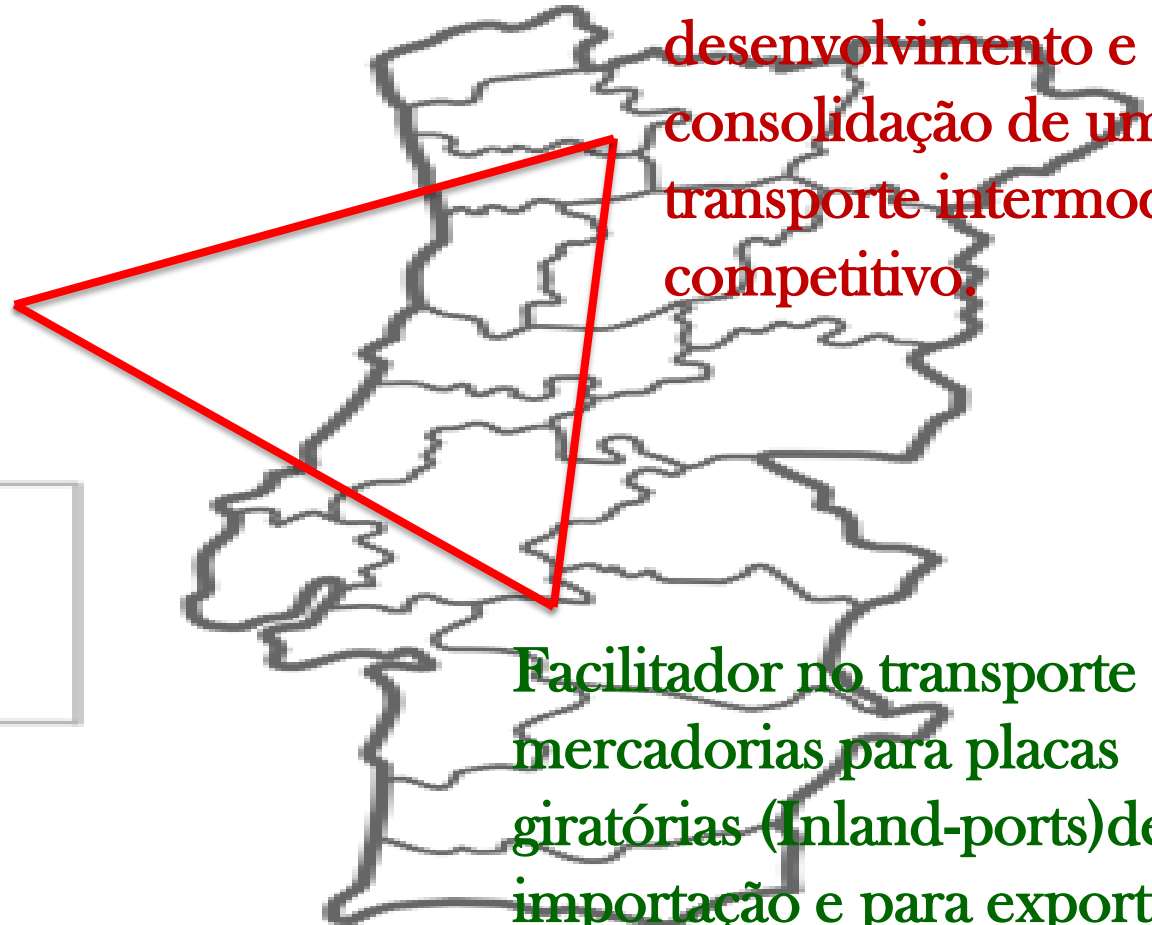 desenvolvimento e
consolidação de um
transporte intermod
competitivo.
Facilitador no transporte
mercadorias para placas
giratórias (Inland-ports)de
importação e para export